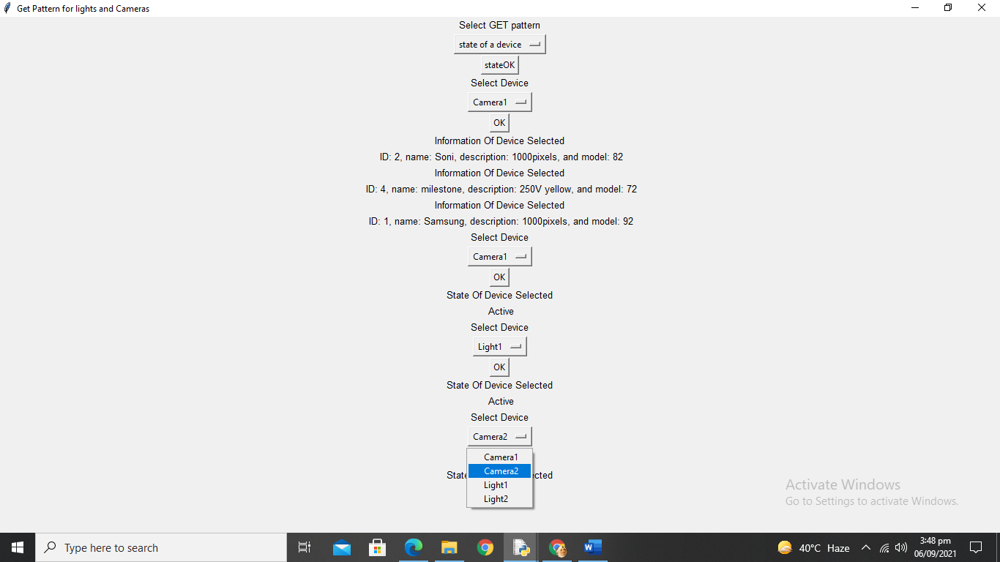 Get Pattern for lights and Cameras
Select GET pattern
state of a device
stateOK
Select Device
Camera1
OK
Information Of Device Selected
ID: 2, name: Soni, description: 1000pixels, and model: 82
Information Of Device Selected
ID: 4, name: milestone, description: 250V yellow, and model: 72
Information Of Device Selected
ID: 1, name: Samsung, description: 1000pixels, and model: 92
Select Device
Camera1
OK
State Of Device Selected
Active
Select Device
Light1
OK
State Of Device Selected
Active
Select Device
Camera2
Camera1
Camera2
Light1
Light2
Activate Windows
Go to Settings to activate Windows.
Type here to search
40°C Haze
3:48 pm
06/09/2021